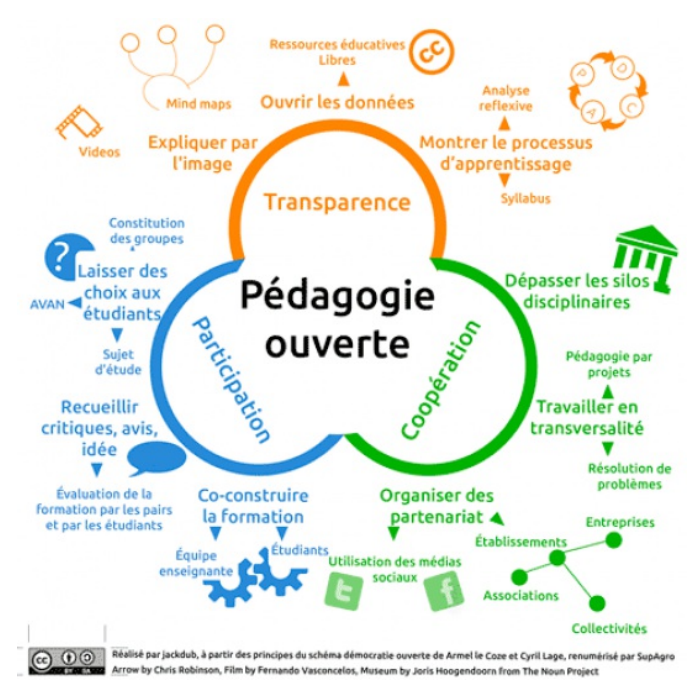 Ressources éducatives
Libres
cc
Mind maps
Ouvrir les données
Analyse
réflexive
P
D
C
A
Videos
Expliquer par
l'image
Montrer le processus
d'apprentissage
Syllabus
Transparence
Constitution
des groupes
?
Laisser des
choix aux
étudiants
AVAN
Sujet
d'étude
Pédagogie
ouverte
Participation
Coopération
Dépasser les silos
disciplinaires
Pédagogie par
projets
Travailler en
transversalité
Résolution de
problèmes
Recueillir
critiques, avis,
idée
Évaluation de la
formation par les pairs
et par les étudiants
Co-construire
la formation
Équipe
enseignante
Étudiants
Organiser des
partenariat
Utilisation des médias
sociaux
t
f
Établissements
Entreprises
Associations
Collectivités
cc
BY
SA
Réalisé par jackdub, à partir des principes du schéma démocratie ouverte de Armel le Coze et Cyril Lage, renumérisé par SupAgro
Arrow by Chris Robinson, Film by Fernando Vasconcelos, Museum by Joris Hoogendoorn from The Noun Project